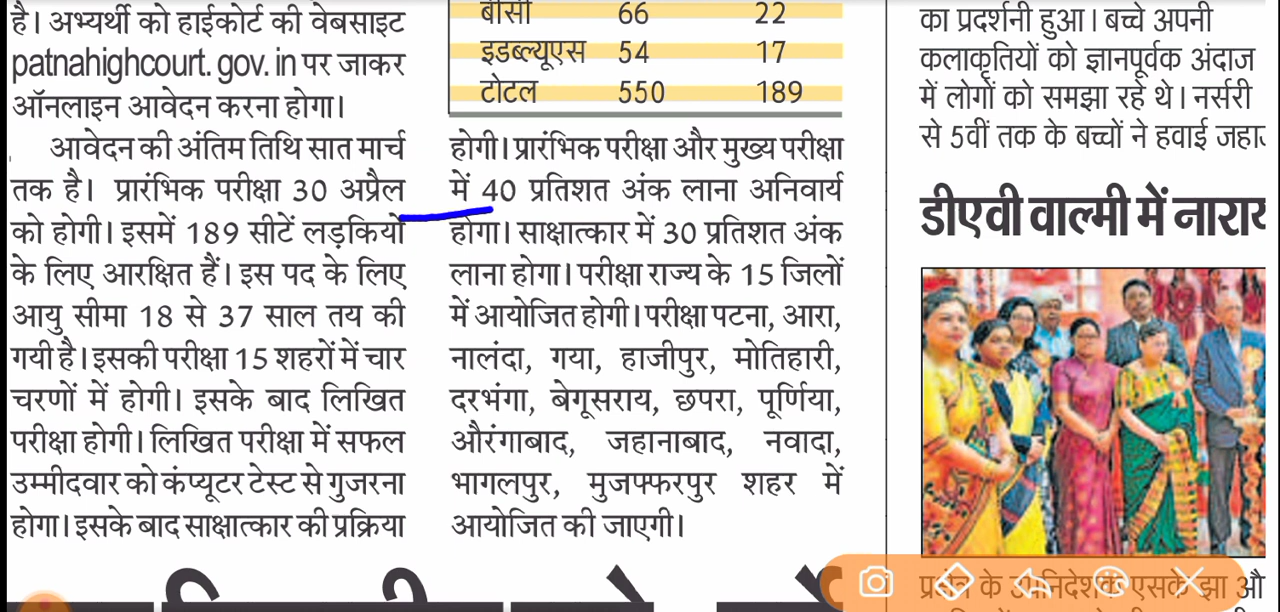 है। अभ्यर्थी को हाईकोर्ट की वेबसाइट
patnahighcourt. gov. in पर जाकर
ऑनलाइन आवेदन करना होगा।
आवेदन की अंतिम तिथि सात मार्च
तक है। प्रारंभिक परीक्षा 30 अप्रैल
को होगी। इसमें 189 सीटें लड़कियों
के लिए आरक्षित हैं। इस पद के लिए
आयु सीमा 18 से 37 साल तय की
गयी है। इसकी परीक्षा 15 शहरों में चार
चरणों में होगी। इसके बाद लिखित
परीक्षा होगी। लिखित परीक्षा में सफल
उम्मीदवार को कंप्यूटर टेस्ट से गुजरना
होगा। इसके बाद साक्षात्कार की प्रक्रिया
बीसी 66 22
इडब्ल्यूएस 54 17
टोटल 550 189
होगी। प्रारंभिक परीक्षा और मुख्य परीक्षा
में 40 प्रतिशत अंक लाना अनिवार्य
होगा। साक्षात्कार में 30 प्रतिशत अंक
लाना होगा। परीक्षा राज्य के 15 जिलों
में आयोजित होगी। परीक्षा पटना, आरा,
नालंदा, गया, हाजीपुर, मोतिहारी,
दरभंगा, बेगूसराय, छपरा, पूर्णिया,
औरंगाबाद, जहानाबाद, नवादा,
भागलपुर, मुजफ्फरपुर शहर में
आयोजित की जाएगी।
का प्रदर्शनी हुआ। बच्चे अपनी
कलाकृतियों को ज्ञानपूर्वक अंदाज
में लोगों को समझा रहे थे। नर्सरी
से 5वीं तक के बच्चों ने हवाई
डीएवी वाल्मी में
के एसके झा